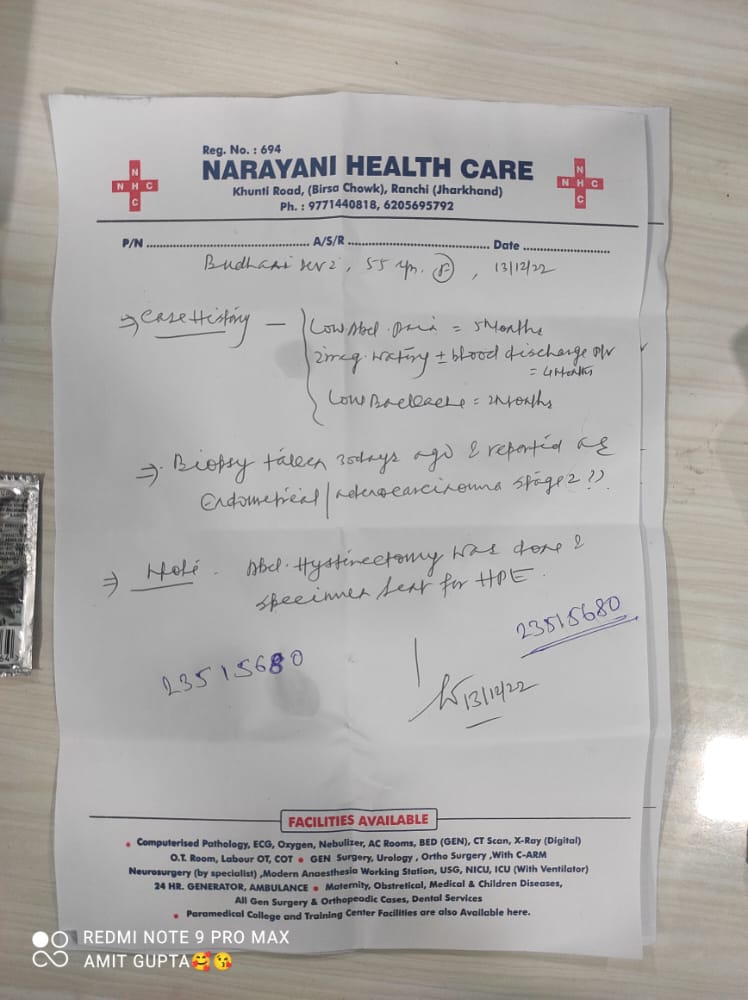 Reg. No. : 694
NARAYANI HEALTH CARE
Khunti Road, (Birsa Chowk), Ranchi (Jharkhand)
Ph. : 9771440818, 6205695792
N
N H C
C
N
N H C
C
P/N ........ A/S/R ........ Date ........
Budhani 55 yrs. F, 13/12/22
⇒ Case History — Low Abd. pain = 5 Months
watery ± blood discharge P/V
= 4 Months
Low Backache = 2 Months
⇒ Biopsy taken 30 days ago & reported as
Endometrial / adenocarcinoma stage 2 ??
⇒ Note . Abd. Hysterectomy was done &
specimen sent for HPE.
23515680
23515680
13/12/22
FACILITIES AVAILABLE
• Computerised Pathology, ECG, Oxygen, Nebulizer, AC Rooms, BED (GEN), CT Scan, X-Ray (Digital)
O.T. Room, Labour OT, COT • GEN Surgery, Urology , Ortho Surgery ,With C-ARM
Neurosurgery (by specialist) ,Modern Anaesthesia Working Station, USG, NICU, ICU (With Ventilator)
24 HR. GENERATOR, AMBULANCE • Maternity, Obstretical, Medical & Children Diseases,
All Gen Surgery & Orthopeadic Cases, Dental Services
• Paramedical College and Training Center Facilities are also Available here.
REDMI NOTE 9 PRO MAX
AMIT GUPTA🥰😘